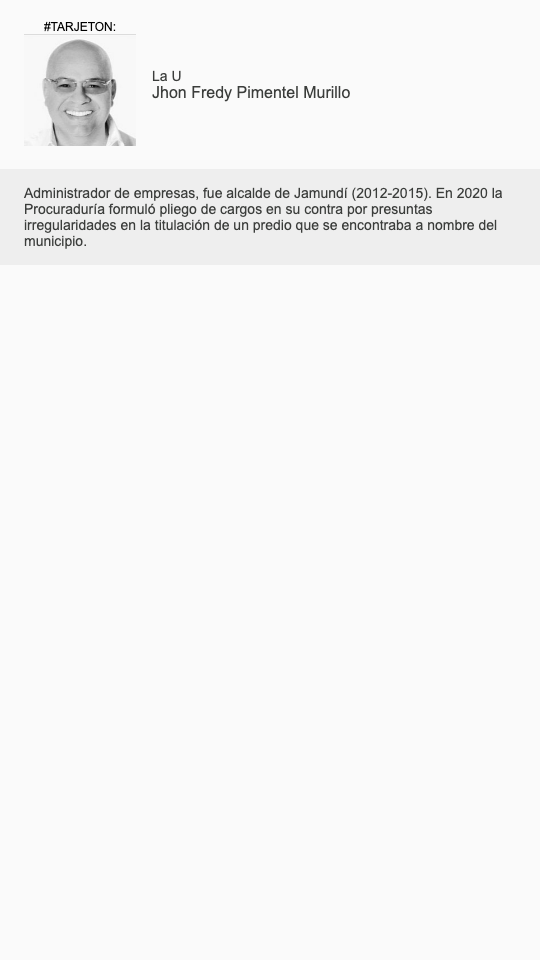 #TARJETON:
La U
Jhon Fredy Pimentel Murillo
Administrador de empresas, fue alcalde de Jamundí (2012-2015). En 2020 la
Procuraduría formuló pliego de cargos en su contra por presuntas
irregularidades en la titulación de un predio que se encontraba a nombre del
municipio.